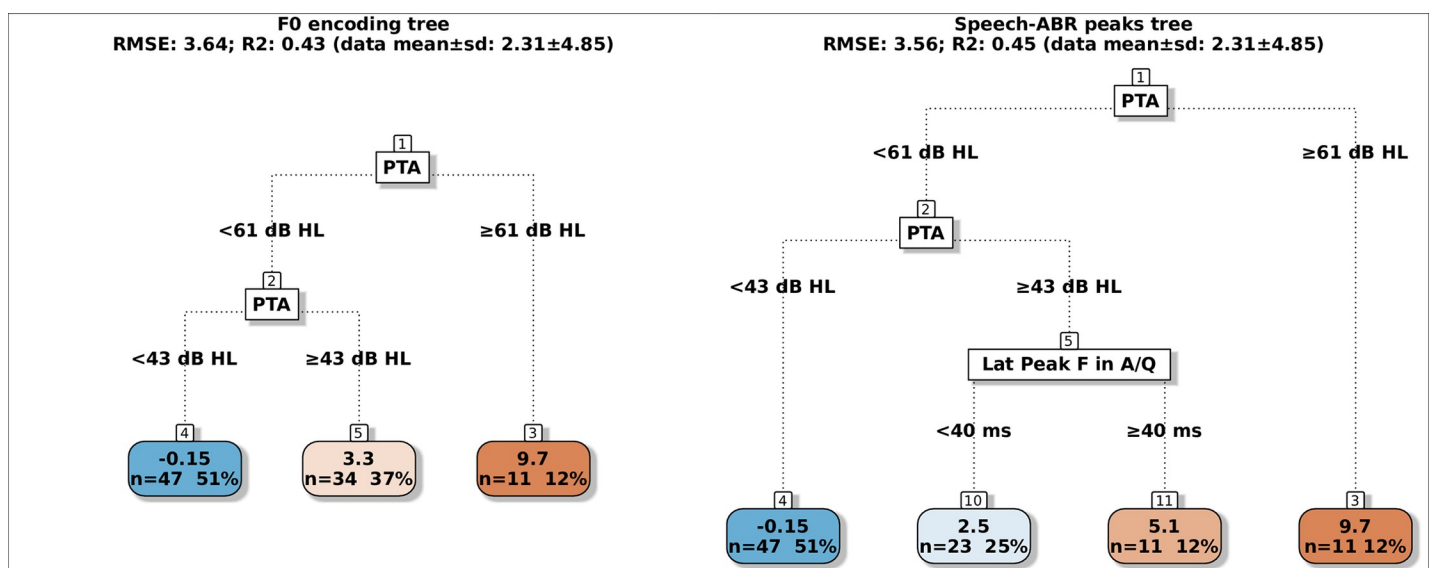 F0 encoding tree
RMSE: 3.64; R2: 0.43 (data mean±sd: 2.31±4.85)
1
PTA
<61 dB HL
≥61 dB HL
2
PTA
<43 dB HL
≥43 dB HL
4
-0.15
n=47 51%
5
3.3
n=34 37%
3
9.7
n=11 12%
Speech-ABR peaks tree
RMSE: 3.56; R2: 0.45 (data mean±sd: 2.31±4.85)
1
PTA
<61 dB HL
≥61 dB HL
2
PTA
<43 dB HL
≥43 dB HL
5
Lat Peak F in A/Q
<40 ms
≥40 ms
4
-0.15
n=47 51%
10
2.5
n=23 25%
11
5.1
n=11 12%
3
9.7
n=11 12%